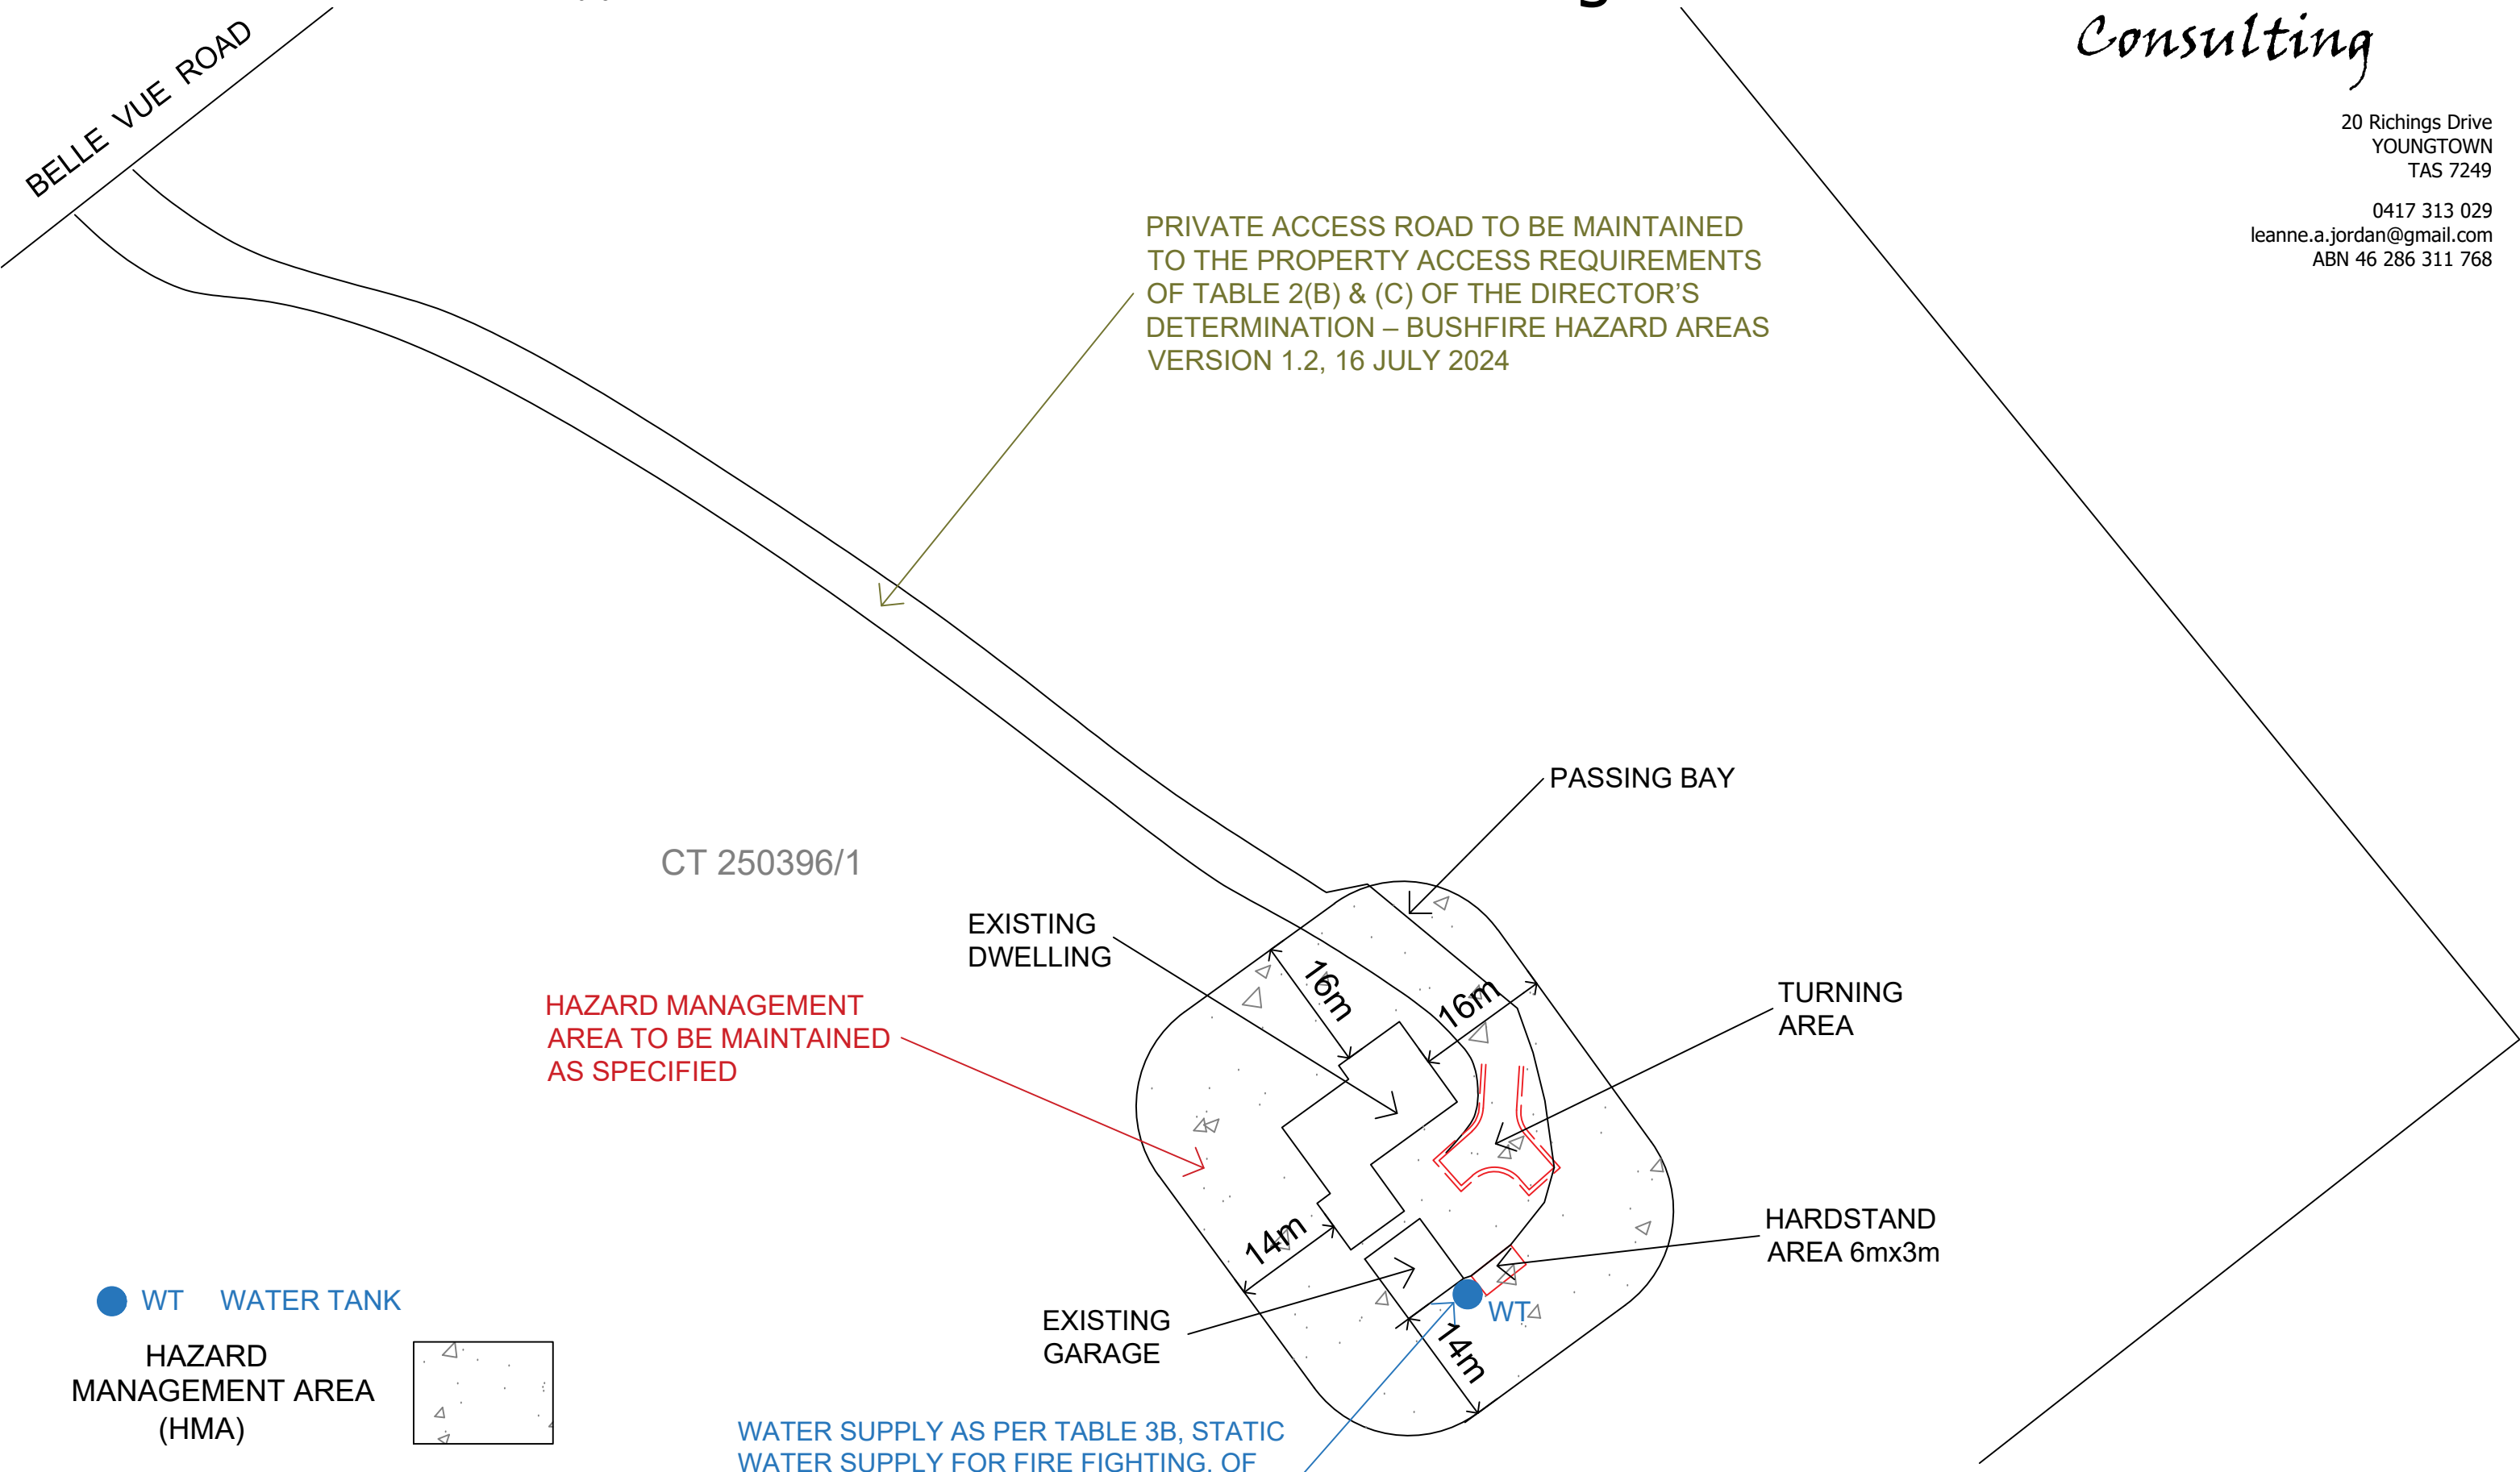 Consulting
20 Richings Drive
YOUNGTOWN
TAS 7249
0417 313 029
leanne.a.jordan@gmail.com
ABN 46 286 311 768
BELLE VUE ROAD
PRIVATE ACCESS ROAD TO BE MAINTAINED
TO THE PROPERTY ACCESS REQUIREMENTS
OF TABLE 2(B) & (C) OF THE DIRECTOR'S
DETERMINATION – BUSHFIRE HAZARD AREAS
VERSION 1.2, 16 JULY 2024
PASSING BAY
CT 250396/1
EXISTING
DWELLING
16m
16m
TURNING
AREA
HAZARD MANAGEMENT
AREA TO BE MAINTAINED
AS SPECIFIED
14m
HARDSTAND
AREA 6mx3m
WT
EXISTING
GARAGE
14m
WT WATER TANK
HAZARD
MANAGEMENT AREA
(HMA)
WATER SUPPLY AS PER TABLE 3B, STATIC
WATER SUPPLY FOR FIRE FIGHTING, OF